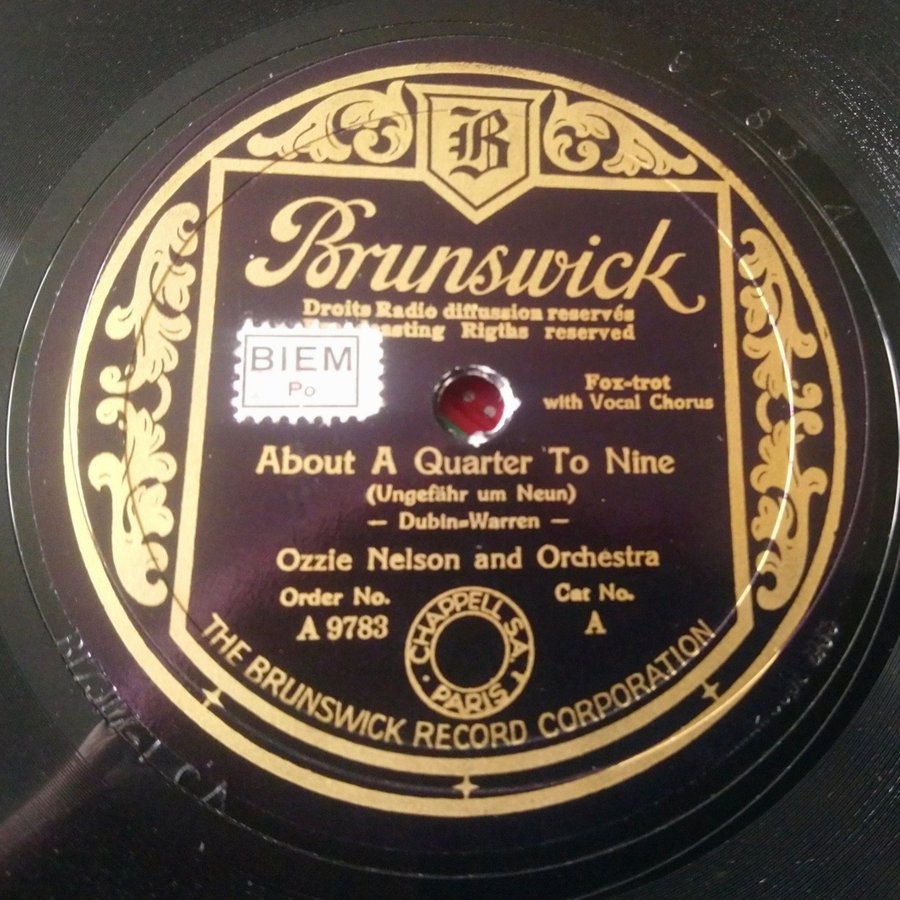 B
Brunswick
Droits Radio diffussion reservés
Rigths reserved
BIEM
Po
Fox-trot
with Vocal Chorus
About A Quarter To Nine
(Ungefähr um Neun)
— Dubin=Warren —
Ozzie Nelson and Orchestra
Order No.
A 9783
Cat No.
A
CHAPPELL S.A.
PARIS
THE BRUNSWICK RECORD CORPORATION